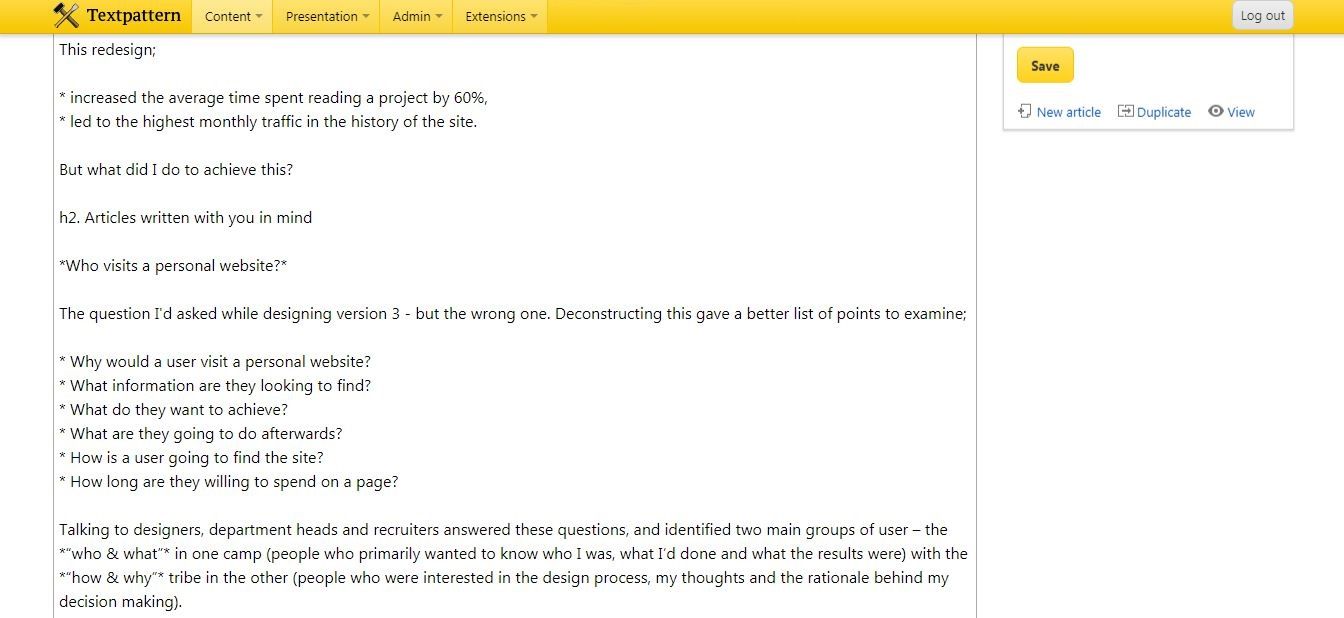 Textpattern Content Presentation Admin Extensions Log out
This redesign;
* increased the average time spent reading a project by 60%,
* led to the highest monthly traffic in the history of the site.
But what did I do to achieve this?
h2. Articles written with you in mind
*Who visits a personal website?*
The question I'd asked while designing version 3 - but the wrong one. Deconstructing this gave a better list of points to examine;
* Why would a user visit a personal website?
* What information are they looking to find?
* What do they want to achieve?
* What are they going to do afterwards?
* How is a user going to find the site?
* How long are they willing to spend on a page?
Talking to designers, department heads and recruiters answered these questions, and identified two main groups of user – the
*“who & what”* in one camp (people who primarily wanted to know who I was, what I’d done and what the results were) with the
*“how & why”* tribe in the other (people who were interested in the design process, my thoughts and the rationale behind my
decision making).
Save
New article Duplicate View